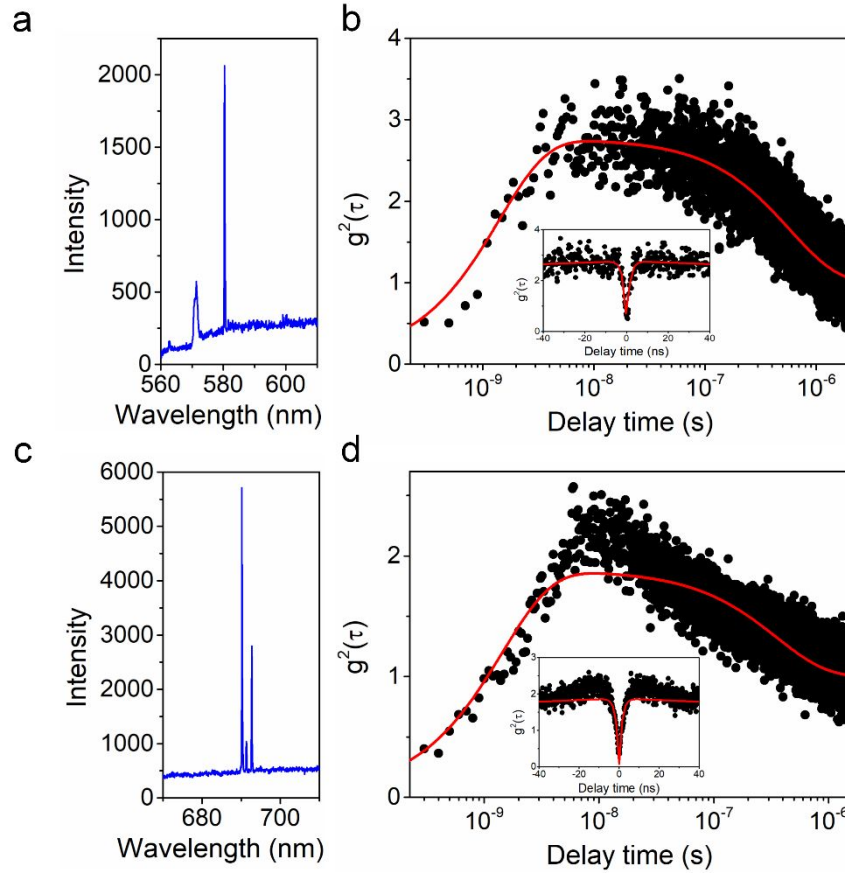 a
2000
1500
1000
500
0
Intensity
560 580 600
Wavelength (nm)
b
4
3
2
1
0
g²(τ)
10⁻⁹ 10⁻⁸ 10⁻⁷ 10⁻⁶
Delay time (s)
4
2
0
g²(τ)
-40 -20 0 20 40
Delay time (ns)
c
6000
5000
4000
3000
2000
1000
0
Intensity
680 700
Wavelength (nm)
d
2
1
0
g²(τ)
10⁻⁹ 10⁻⁸ 10⁻⁷ 10⁻⁶
Delay time (s)
3
2
1
0
g²(τ)
-40 -20 0 20 40
Delay time (ns)